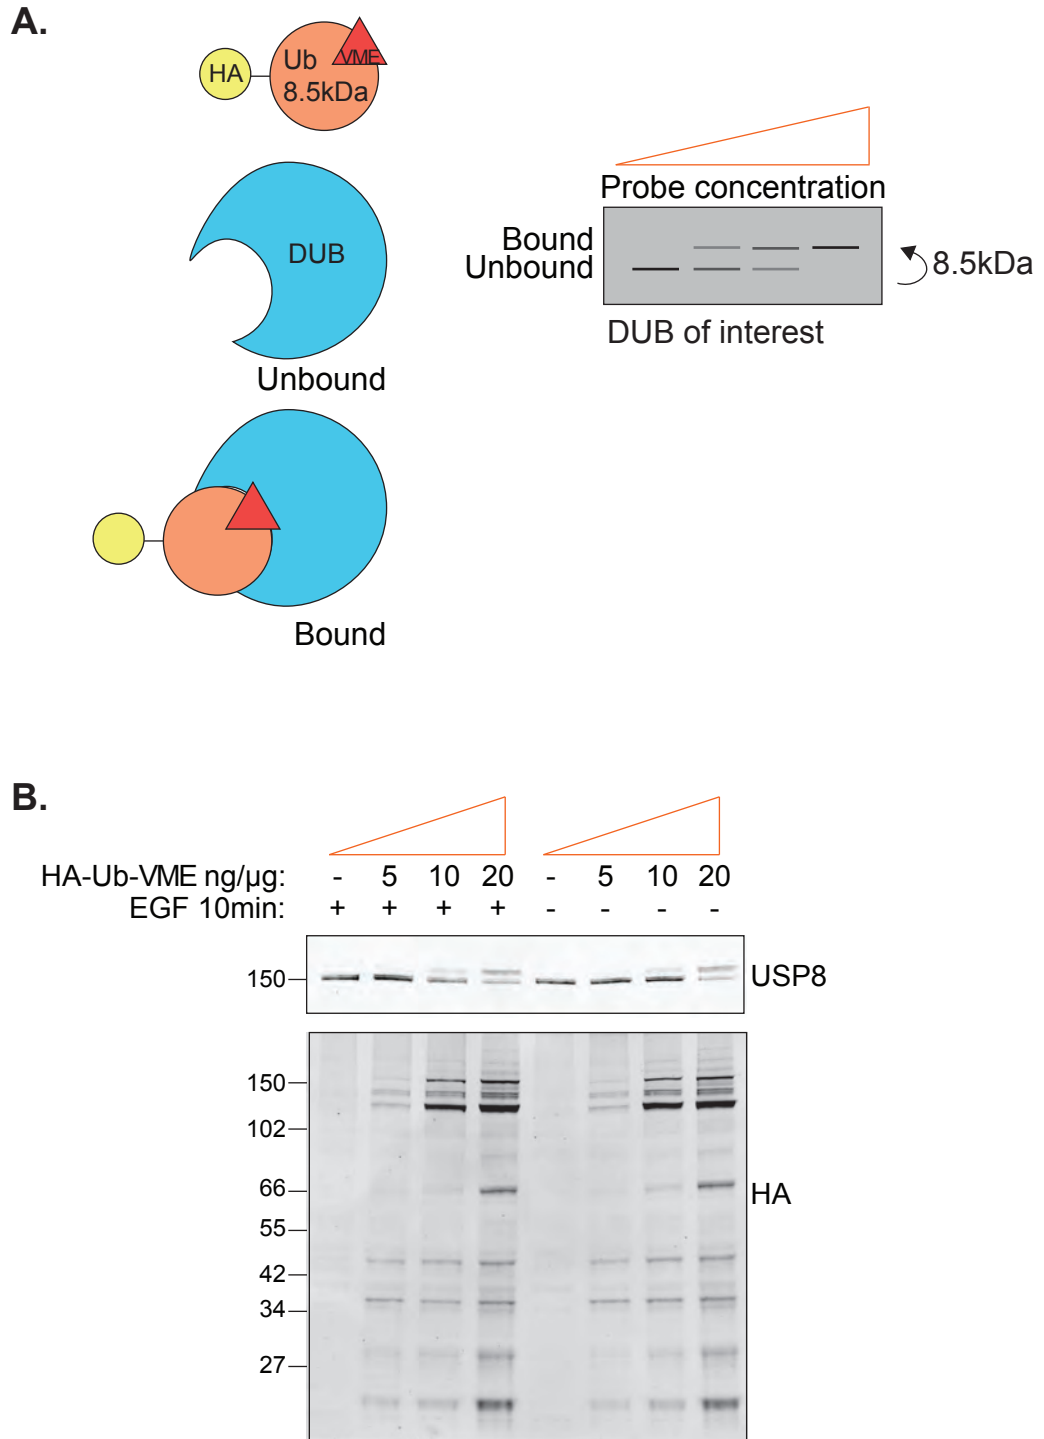 A.
HA
Ub
VME
8.5kDa
DUB
Unbound
Bound
Probe concentration
Bound
Unbound
8.5kDa
DUB of interest
B.
HA-Ub-VME ng/µg: - 5 10 20 - 5 10 20
EGF 10min: + + + + - - - -
150 USP8
150
102
66 HA
55
42
34
27